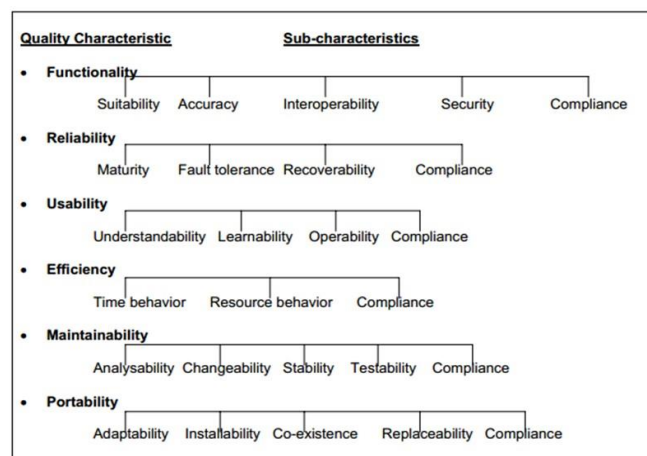 Quality Characteristic Sub-characteristics
• Functionality
Suitability Accuracy Interoperability Security Compliance
• Reliability
Maturity Fault tolerance Recoverability Compliance
• Usability
Understandability Learnability Operability Compliance
• Efficiency
Time behavior Resource behavior Compliance
• Maintainability
Analysability Changeability Stability Testability Compliance
• Portability
Adaptability Installability Co-existence Replaceability Compliance